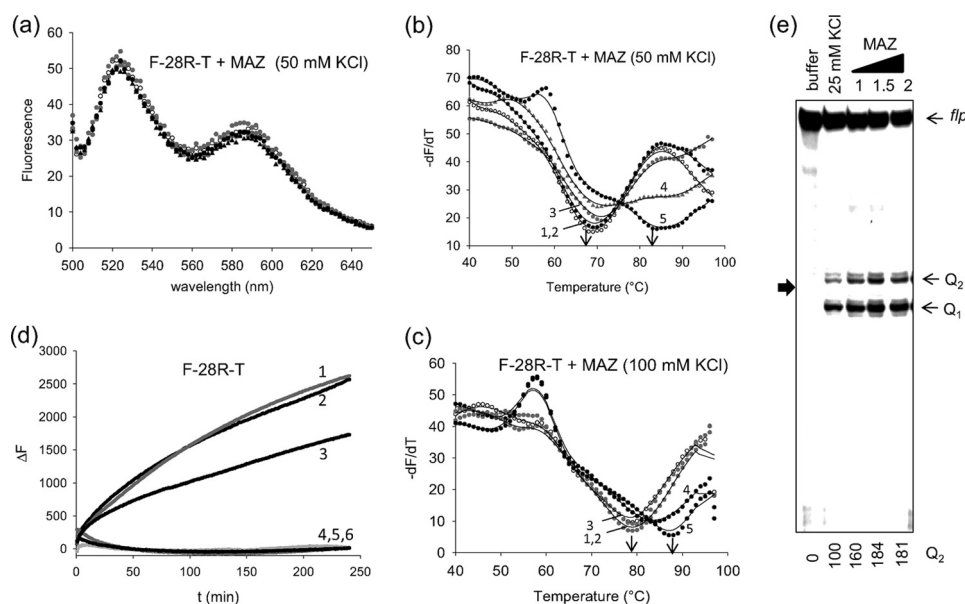 (a)
F-28R-T + MAZ (50 mM KCl)
Fluorescence
60
50
40
30
20
10
0
500 520 540 560 580 600 620 640
wavelength (nm)
(b)
F-28R-T + MAZ (50 mM KCl)
-dF/dT
70
60
50
40
30
20
10
3
1,2
4
5
40 50 60 70 80 90 100
Temperature (°C)
(e)
buffer
25 mM KCl
MAZ
1 1.5 2
flp
Q2
Q1
0 100 160 184 181 Q2
(d)
F-28R-T
ΔF
3000
2500
2000
1500
1000
500
0
1
2
3
4,5,6
0 50 100 150 200 250
t (min)
(c)
F-28R-T + MAZ (100 mM KCl)
-dF/dT
60
50
40
30
20
10
0
3
1,2
4
5
40 50 60 70 80 90 100
Temperature (°C)